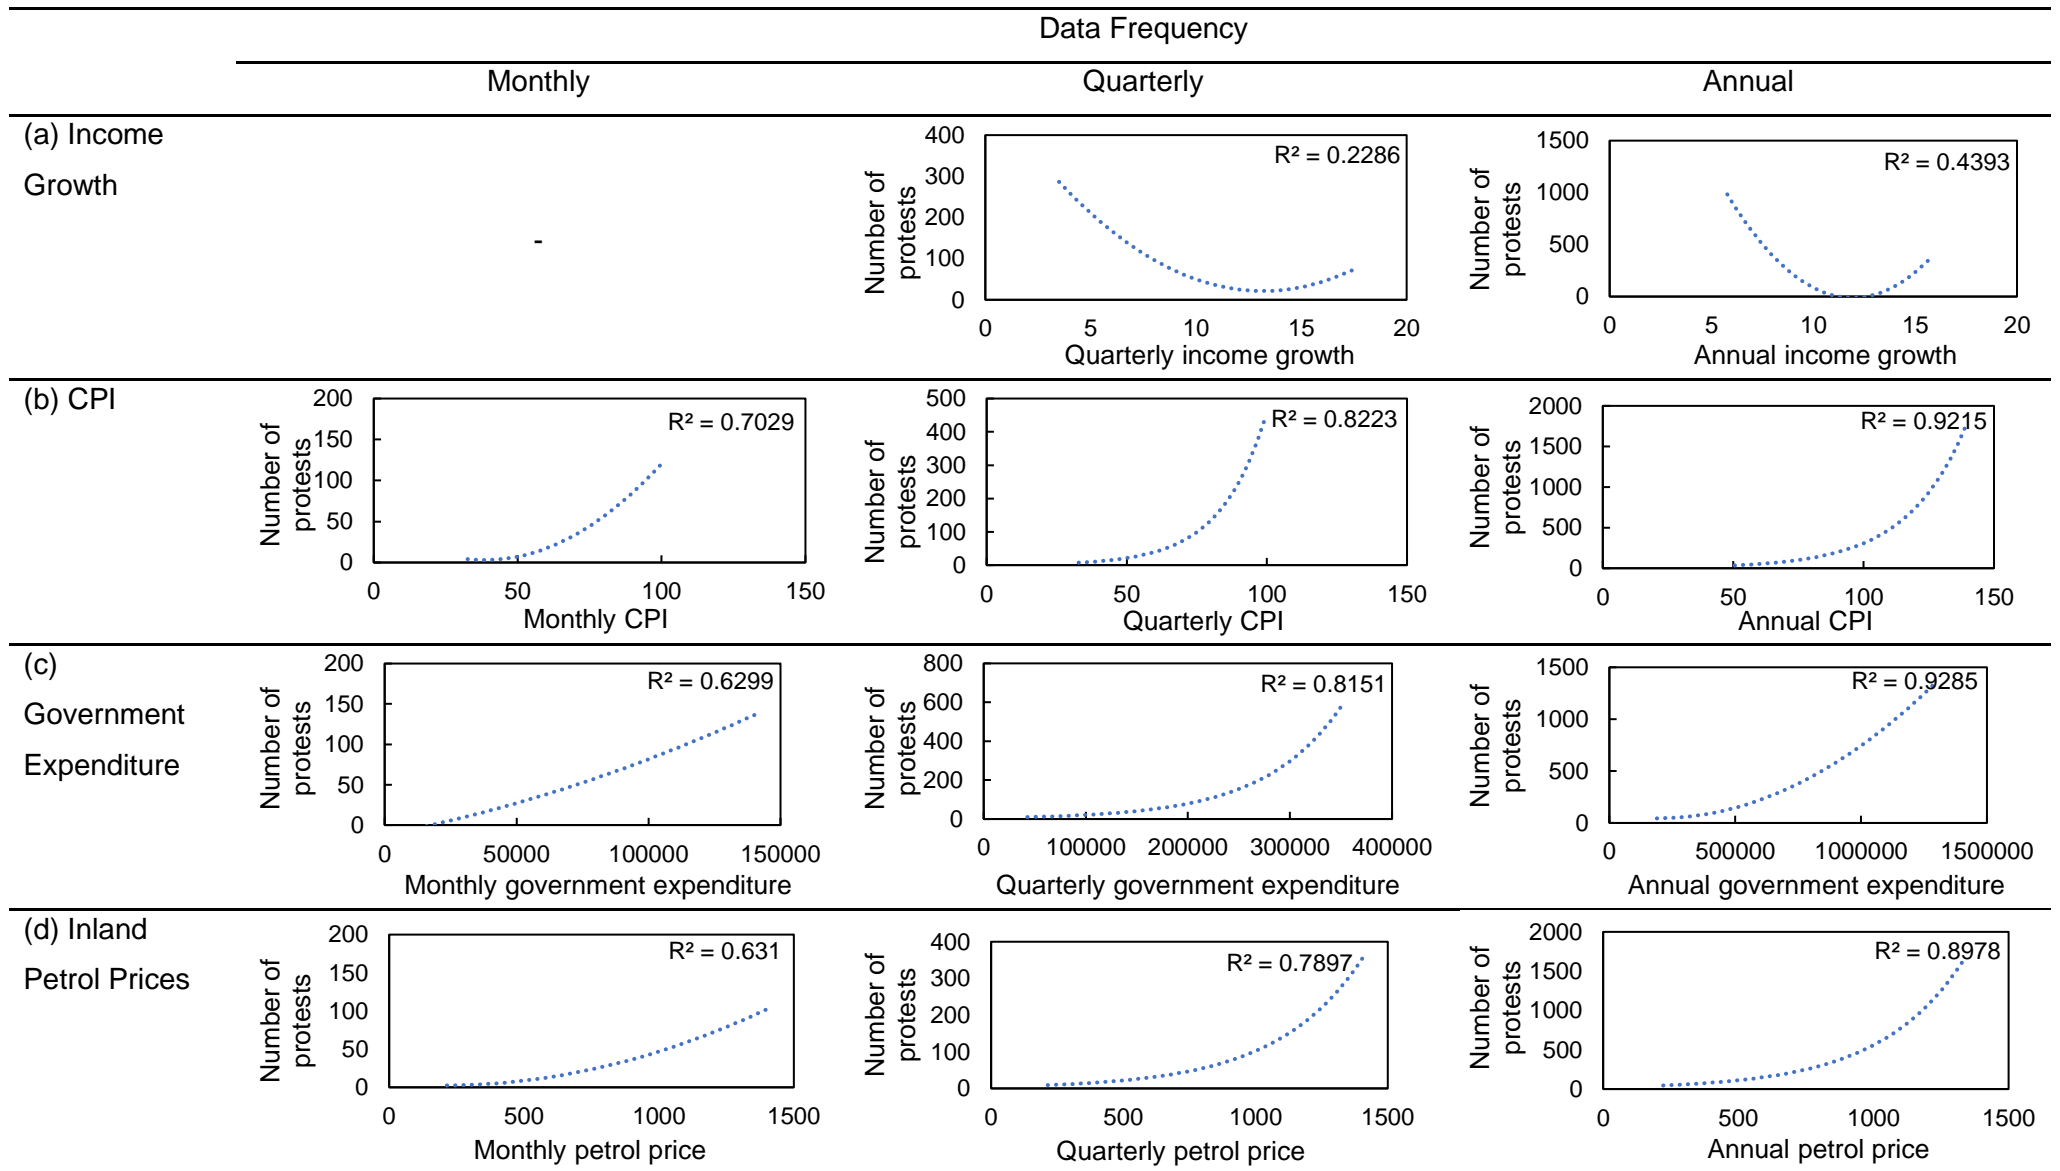 Data Frequency
Monthly
Quarterly
Annual
(a) Income
Growth
-
400
300
200
100
0
Number of
protests
R² = 0.2286
0 5 10 15 20
Quarterly income growth
1500
1000
500
0
Number of
protests
R² = 0.4393
0 5 10 15 20
Annual income growth
(b) CPI
200
150
100
50
0
Number of
protests
R² = 0.7029
0 50 100 150
Monthly CPI
500
400
300
200
100
0
Number of
protests
R² = 0.8223
0 50 100 150
Quarterly CPI
2000
1500
1000
500
0
Number of
protests
R² = 0.9215
0 50 100 150
Annual CPI
(c)
Government
Expenditure
200
150
100
50
0
Number of
protests
R² = 0.6299
0 50000 100000 150000
Monthly government expenditure
800
600
400
200
0
Number of
protests
R² = 0.8151
0 100000 200000 300000 400000
Quarterly government expenditure
1500
1000
500
0
Number of
protests
R² = 0.9285
0 500000 1000000 1500000
Annual government expenditure
(d) Inland
Petrol Prices
200
150
100
50
0
Number of
protests
R² = 0.631
0 500 1000 1500
Monthly petrol price
400
300
200
100
0
Number of
protests
R² = 0.7897
0 500 1000 1500
Quarterly petrol price
2000
1500
1000
500
0
Number of
protests
R² = 0.8978
0 500 1000 1500
Annual petrol price